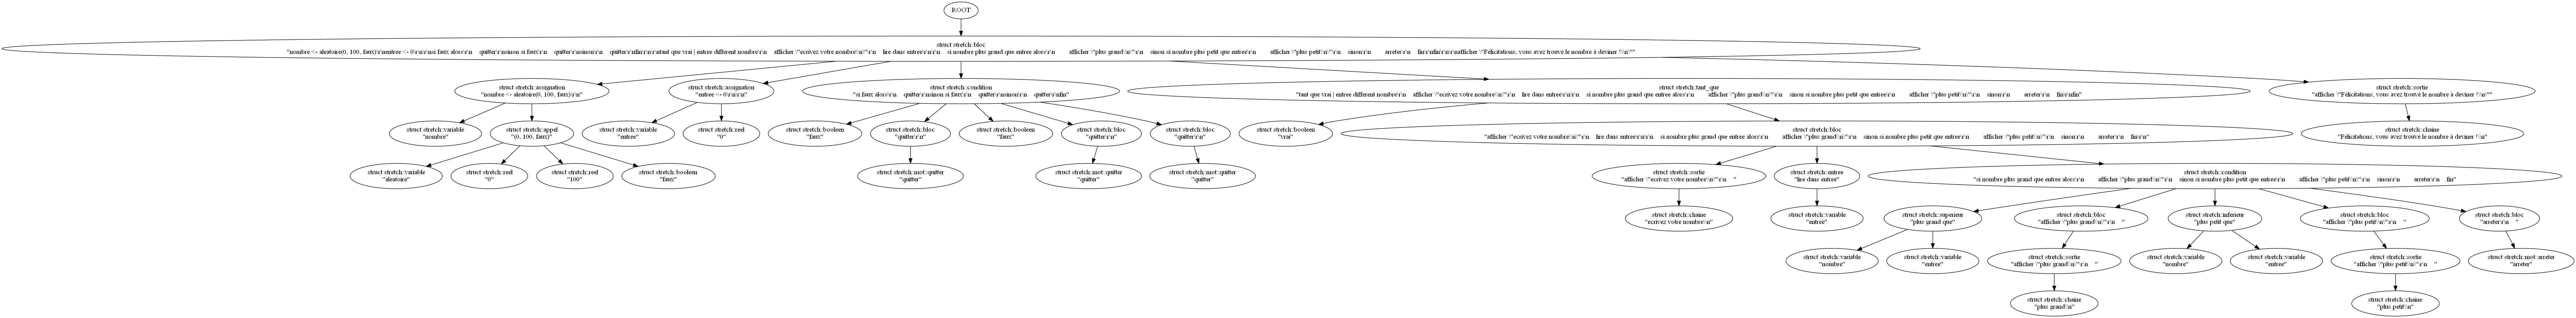 ROOT
struct stretch::bloc
"nombre <- aleatoire(0, 100, faux)\r\nentree <- 0\r\n\r\nsi faux alors\r\n    quitter\r\nsinon si faux\r\n    quitter\r\nsinon\r\n    quitter\r\nfin\r\n\r\ntant que vrai | entree different nombre\r\n    afficher \"ecrivez votre nombre\\n\"\r\n    lire dans entree\r\n\r\n    si nombre plus grand que entree alors\r\n        afficher \"plus grand\\n\"\r\n    sinon si nombre plus petit que entree\r\n        afficher \"plus petit\\n\"\r\n    sinon\r\n        arreter\r\n    fin\r\nfin\r\n\r\nafficher \"Félicitations, vous avez trouvé le nombre à deviner !\\n\""
struct stretch::assignation
"nombre <- aleatoire(0, 100, faux)\r\n"
struct stretch::assignation
"entree <- 0\r\n\r\n"
struct stretch::condition
"si faux alors\r\n    quitter\r\nsinon si faux\r\n    quitter\r\nsinon\r\n    quitter\r\nfin"
struct stretch::tant_que
"tant que vrai | entree different nombre\r\n    afficher \"ecrivez votre nombre\\n\"\r\n    lire dans entree\r\n\r\n    si nombre plus grand que entree alors\r\n        afficher \"plus grand\\n\"\r\n    sinon si nombre plus petit que entree\r\n        afficher \"plus petit\\n\"\r\n    sinon\r\n        arreter\r\n    fin\r\nfin"
struct stretch::sortie
"afficher \"Félicitations, vous avez trouvé le nombre à deviner !\\n\""
struct stretch::variable
"nombre"
struct stretch::appel
"(0, 100, faux)"
struct stretch::variable
"entree"
struct stretch::reel
"0"
struct stretch::booleen
"faux"
struct stretch::bloc
"quitter\r\n"
struct stretch::booleen
"faux"
struct stretch::bloc
"quitter\r\n"
struct stretch::bloc
"quitter\r\n"
struct stretch::booleen
"vrai"
struct stretch::bloc
"afficher \"ecrivez votre nombre\\n\"\r\n    lire dans entree\r\n\r\n    si nombre plus grand que entree alors\r\n        afficher \"plus grand\\n\"\r\n    sinon si nombre plus petit que entree\r\n        afficher \"plus petit\\n\"\r\n    sinon\r\n        arreter\r\n    fin\r\n"
struct stretch::chaine
"Félicitations, vous avez trouvé le nombre à deviner !\\n"
struct stretch::variable
"aleatoire"
struct stretch::reel
"0"
struct stretch::reel
"100"
struct stretch::booleen
"faux"
struct stretch::mot::quitter
"quitter"
struct stretch::mot::quitter
"quitter"
struct stretch::mot::quitter
"quitter"
struct stretch::sortie
"afficher \"ecrivez votre nombre\\n\"\r\n    "
struct stretch::entree
"lire dans entree"
struct stretch::condition
"si nombre plus grand que entree alors\r\n        afficher \"plus grand\\n\"\r\n    sinon si nombre plus petit que entree\r\n        afficher \"plus petit\\n\"\r\n    sinon\r\n        arreter\r\n    fin"
struct stretch::chaine
"ecrivez votre nombre\\n"
struct stretch::variable
"entree"
struct stretch::superieur
"plus grand que"
struct stretch::bloc
"afficher \"plus grand\\n\"\r\n    "
struct stretch::inferieur
"plus petit que"
struct stretch::bloc
"afficher \"plus petit\\n\"\r\n    "
struct stretch::bloc
"arreter\r\n    "
struct stretch::variable
"nombre"
struct stretch::variable
"entree"
struct stretch::sortie
"afficher \"plus grand\\n\"\r\n    "
struct stretch::variable
"nombre"
struct stretch::variable
"entree"
struct stretch::sortie
"afficher \"plus petit\\n\"\r\n    "
struct stretch::mot::arreter
"arreter"
struct stretch::chaine
"plus grand\\n"
struct stretch::chaine
"plus petit\\n"